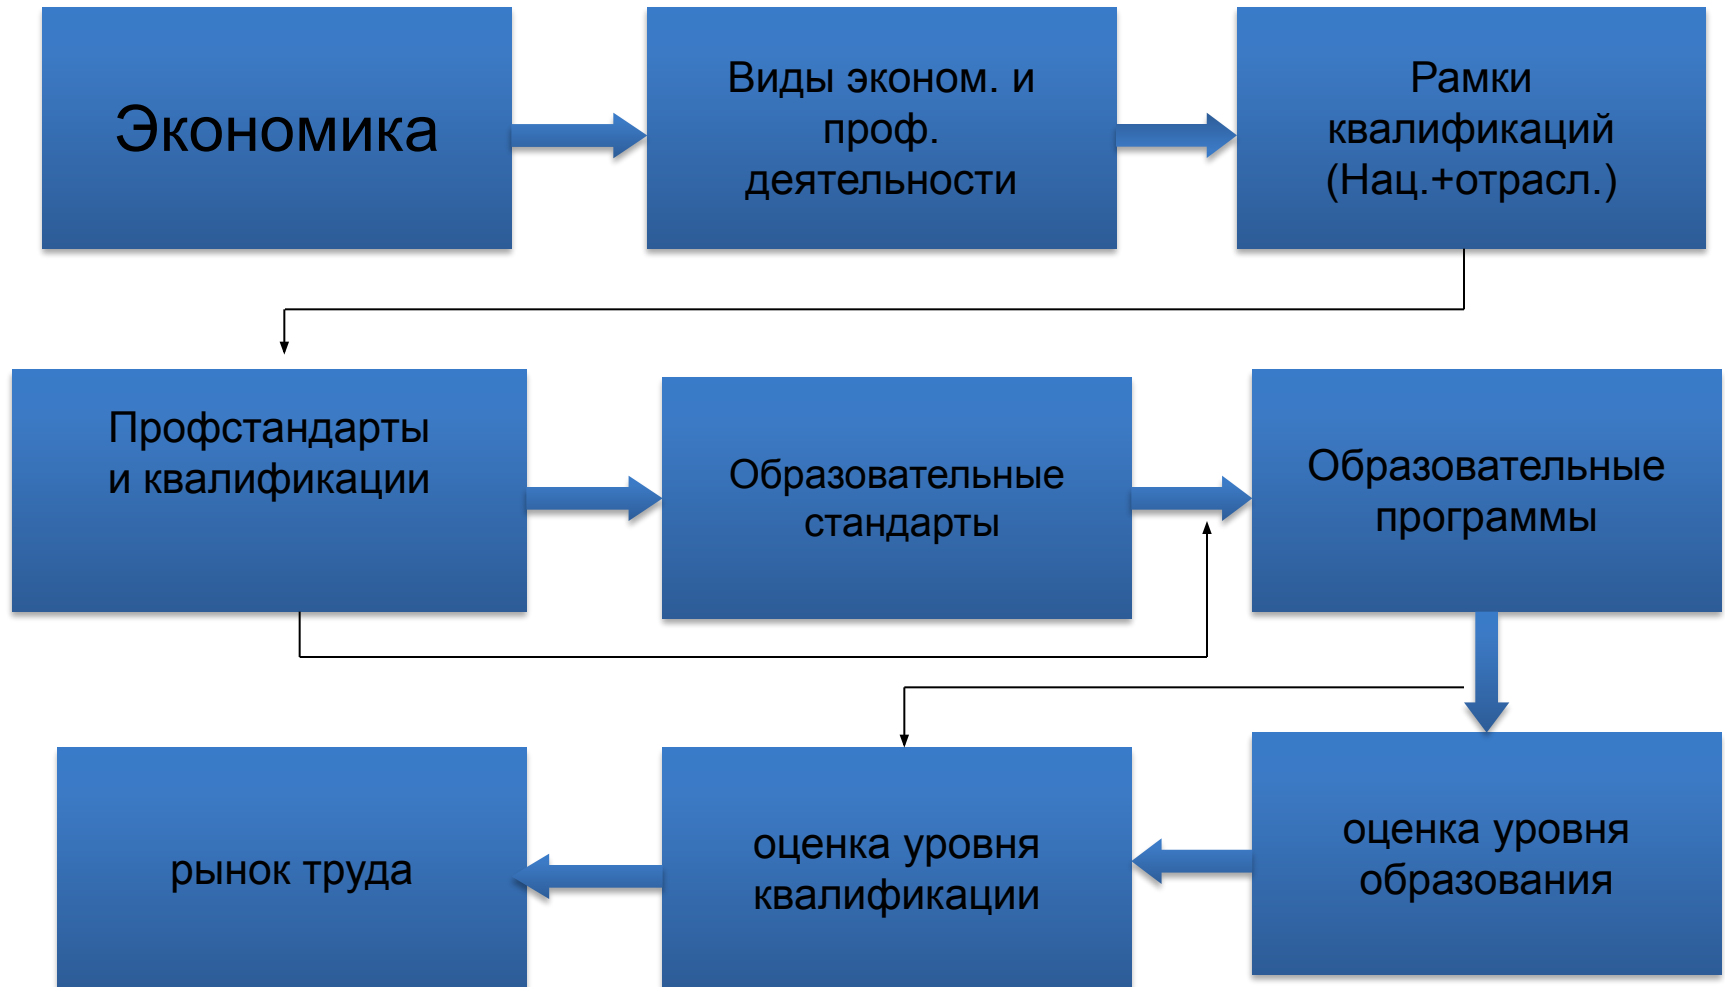 Экономика
Виды эконом. и
проф.
деятельности
Рамки
квалификаций
(Нац.+отрасл.)
Профстандарты
и квалификации
Образовательные
стандарты
Образовательные
программы
рынок труда
оценка уровня
квалификации
оценка уровня
образования